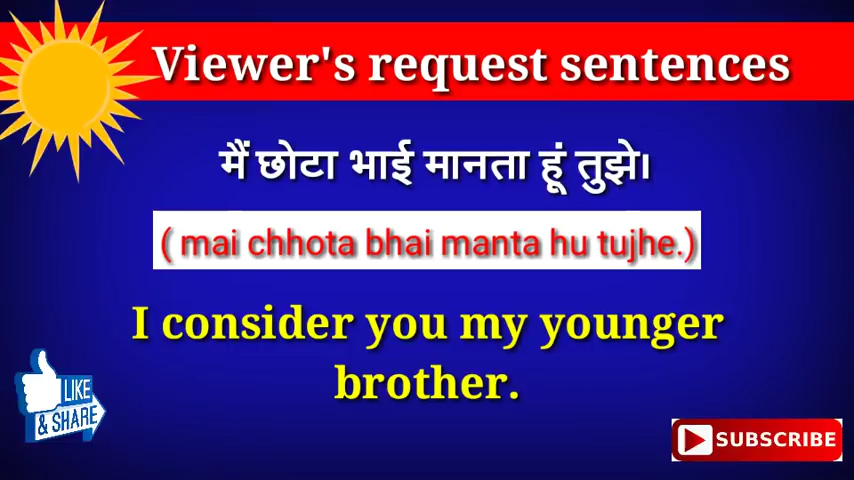 Viewer's request sentences
मैं छोटा भाई मानता हूं तुझे।
( mai chhota bhai manta hu tujhe.)
I consider you my younger
brother.
LIKE
& SHARE
SUBSCRIBE